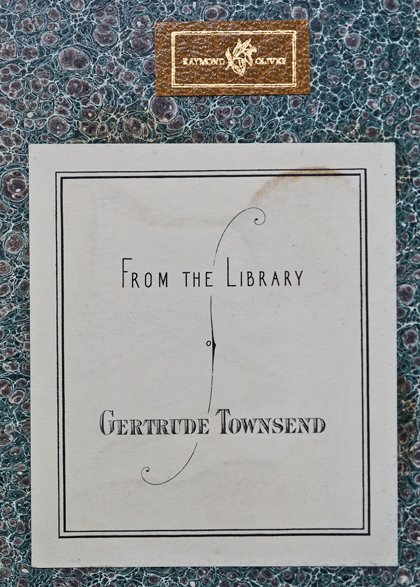 RAYMOND OLIVER
FROM THE LIBRARY
GERTRUDE TOWNSEND